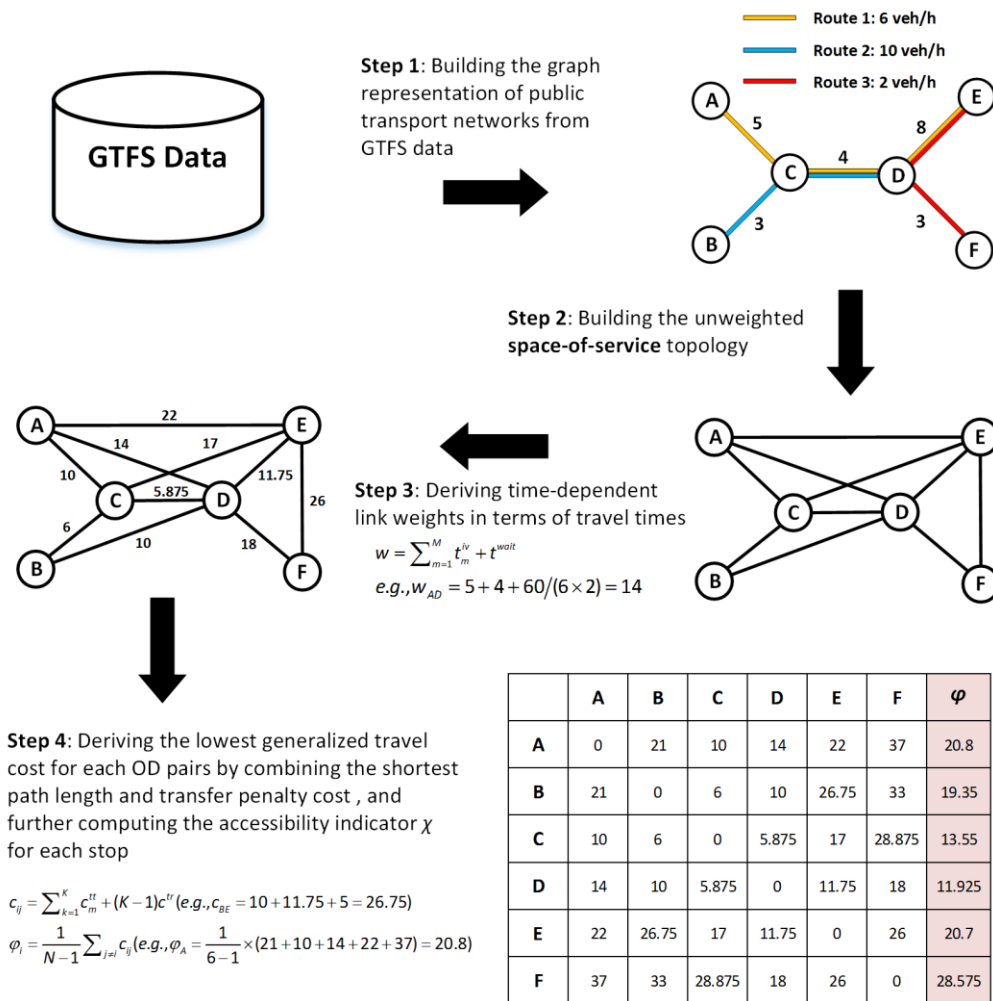 GTFS Data
Step 1: Building the graph
representation of public
transport networks from
GTFS data
Route 1: 6 veh/h
Route 2: 10 veh/h
Route 3: 2 veh/h
A
E
5
8
4
C
D
3
3
B
F
Step 2: Building the unweighted
space-of-service topology
A
E
C
D
B
F
Step 3: Deriving time-dependent
link weights in terms of travel times
w = ∑_{m=1}^{M} t_m^{iv} + t^{wait}
e.g., w_{AD} = 5 + 4 + 60/(6 × 2) = 14
A
22
E
14
17
10
11.75
C
5.875
D
26
6
10
18
B
F
Step 4: Deriving the lowest generalized travel
cost for each OD pairs by combining the shortest
path length and transfer penalty cost , and
further computing the accessibility indicator χ
for each stop
c_{ij} = ∑_{k=1}^{K} c_m^{tt} + (K − 1)c^{tr} (e.g., c_{BE} = 10 + 11.75 + 5 = 26.75)
φ_i = \frac{1}{N − 1} ∑_{j≠i} c_{ij} (e.g., φ_A = \frac{1}{6 − 1} × (21 + 10 + 14 + 22 + 37) = 20.8)
A B C D E F φ
A 0 21 10 14 22 37 20.8
B 21 0 6 10 26.75 33 19.35
C 10 6 0 5.875 17 28.875 13.55
D 14 10 5.875 0 11.75 18 11.925
E 22 26.75 17 11.75 0 26 20.7
F 37 33 28.875 18 26 0 28.575